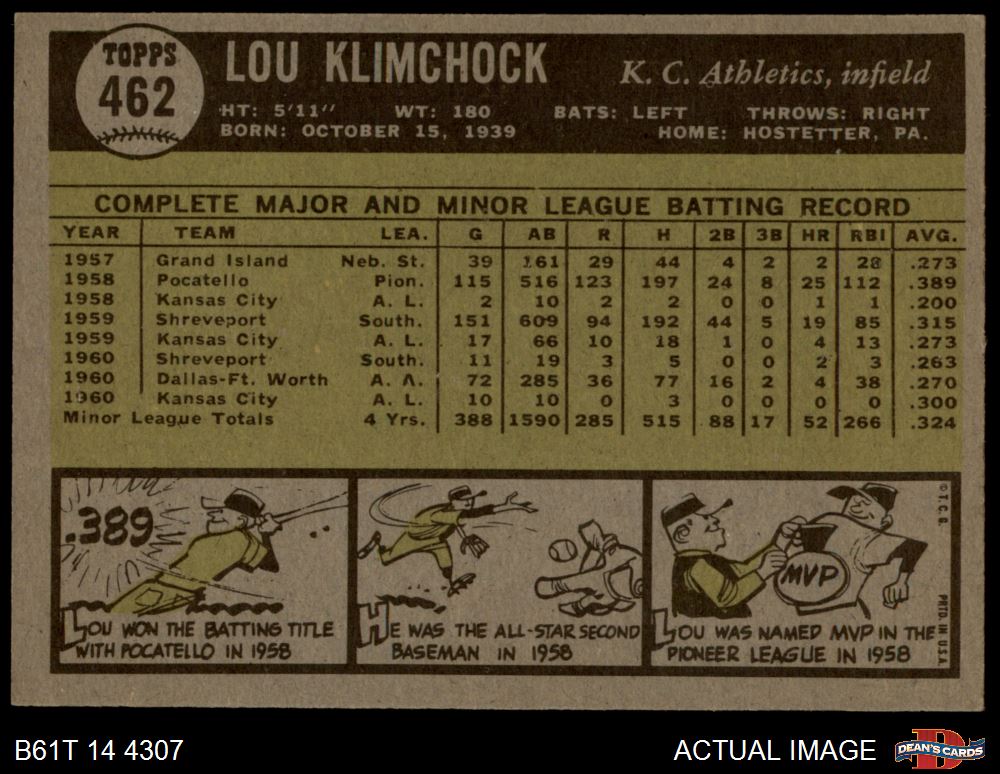 TOPPS
462
LOU KLIMCHOCK
K. C. Athletics, infield
HT: 5'11" WT: 180 BATS: LEFT THROWS: RIGHT
BORN: OCTOBER 15, 1939 HOME: HOSTETTER, PA.
COMPLETE MAJOR AND MINOR LEAGUE BATTING RECORD
YEAR TEAM LEA. G AB R H 2B 3B HR RBI AVG.
1957 Grand Island Neb. St. 39 161 29 44 4 2 2 28 .273
1958 Pocatello Pion. 115 516 123 197 24 8 25 112 .389
1958 Kansas City A. L. 2 10 2 2 0 0 1 1 .200
1959 Shreveport South. 151 609 94 192 44 5 19 85 .315
1959 Kansas City A. L. 17 66 10 18 1 0 4 13 .273
1960 Shreveport South. 11 19 3 5 0 0 2 3 .263
1960 Dallas-Ft. Worth A. A. 72 285 36 77 16 2 4 38 .270
1960 Kansas City A. L. 10 10 0 3 0 0 0 0 .300
Minor League Totals 4 Yrs. 388 1590 285 515 88 17 52 266 .324
.389
LOU WON THE BATTING TITLE
WITH POCATELLO IN 1958
HE WAS THE ALL-STAR SECOND
BASEMAN IN 1958
MVP
LOU WAS NAMED MVP IN THE
PIONEER LEAGUE IN 1958
© T. C. G.
PRTD. IN U.S.A.
B61T 14 4307
ACTUAL IMAGE
DEAN'S CARDS